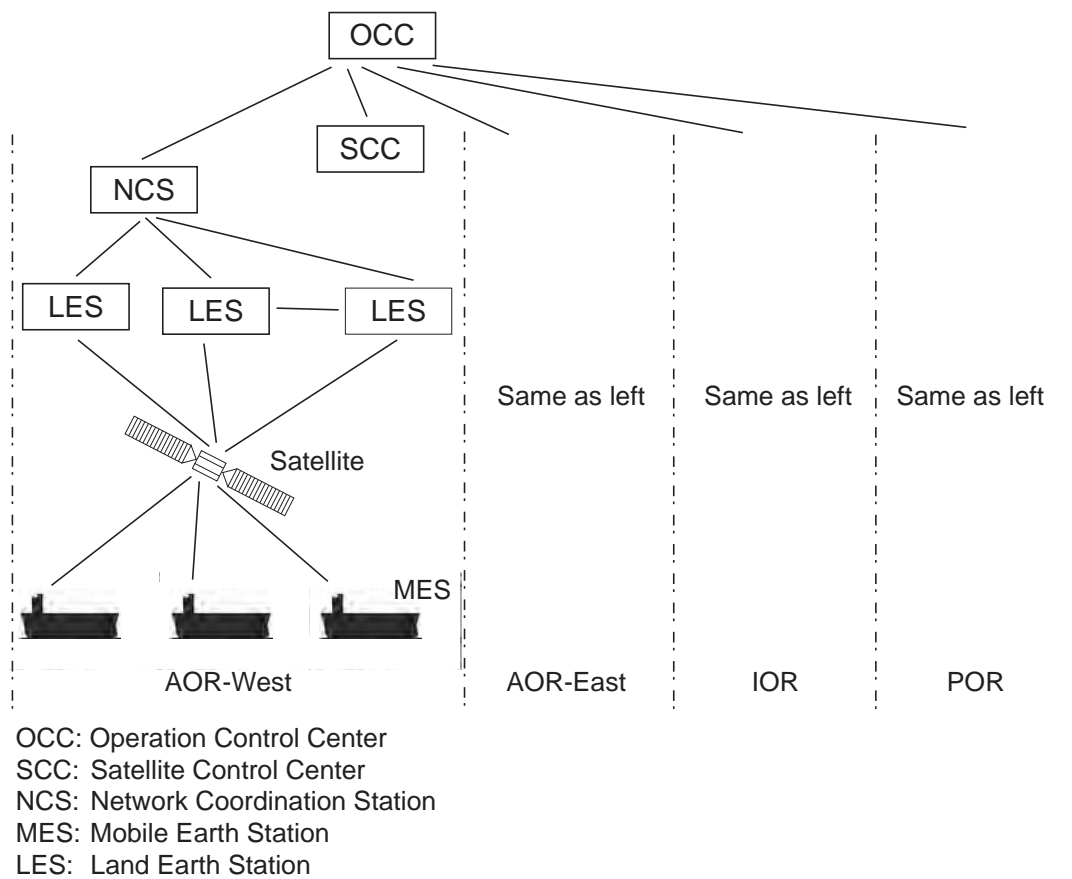 OCC
SCC
NCS
LES LES LES
Same as left Same as left Same as left
Satellite
MES
AOR-West AOR-East IOR POR
OCC: Operation Control Center
SCC: Satellite Control Center
NCS: Network Coordination Station
MES: Mobile Earth Station
LES: Land Earth Station